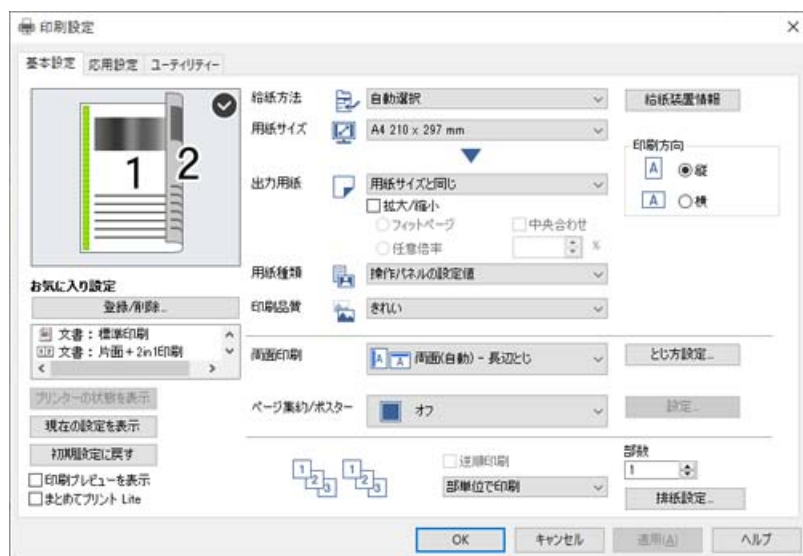 印刷設定
基本設定 応用設定 ユーティリティー
1 2
お気に入り設定
登録/削除...
文書：標準印刷
文書：片面+2in1印刷
プリンターの状態を表示
現在の設定を表示
初期設定に戻す
印刷プレビューを表示
まとめてプリント Lite
給紙方法 自動選択 給紙装置情報
用紙サイズ A4 210 x 297 mm
印刷方向
A 縦
A 横
出力用紙 用紙サイズと同じ
拡大/縮小
フィットページ 中央合わせ
任意倍率 %
用紙種類 操作パネルの設定値
印刷品質 きれい
両面印刷 A A 両面(自動) - 長辺とじ とじ方設定...
ページ集約/ポスター オフ 設定...
1 2 3 1 2 3
逆順印刷
部単位で印刷
部数
1
排紙設定...
OK キャンセル 適用(A) ヘルプ